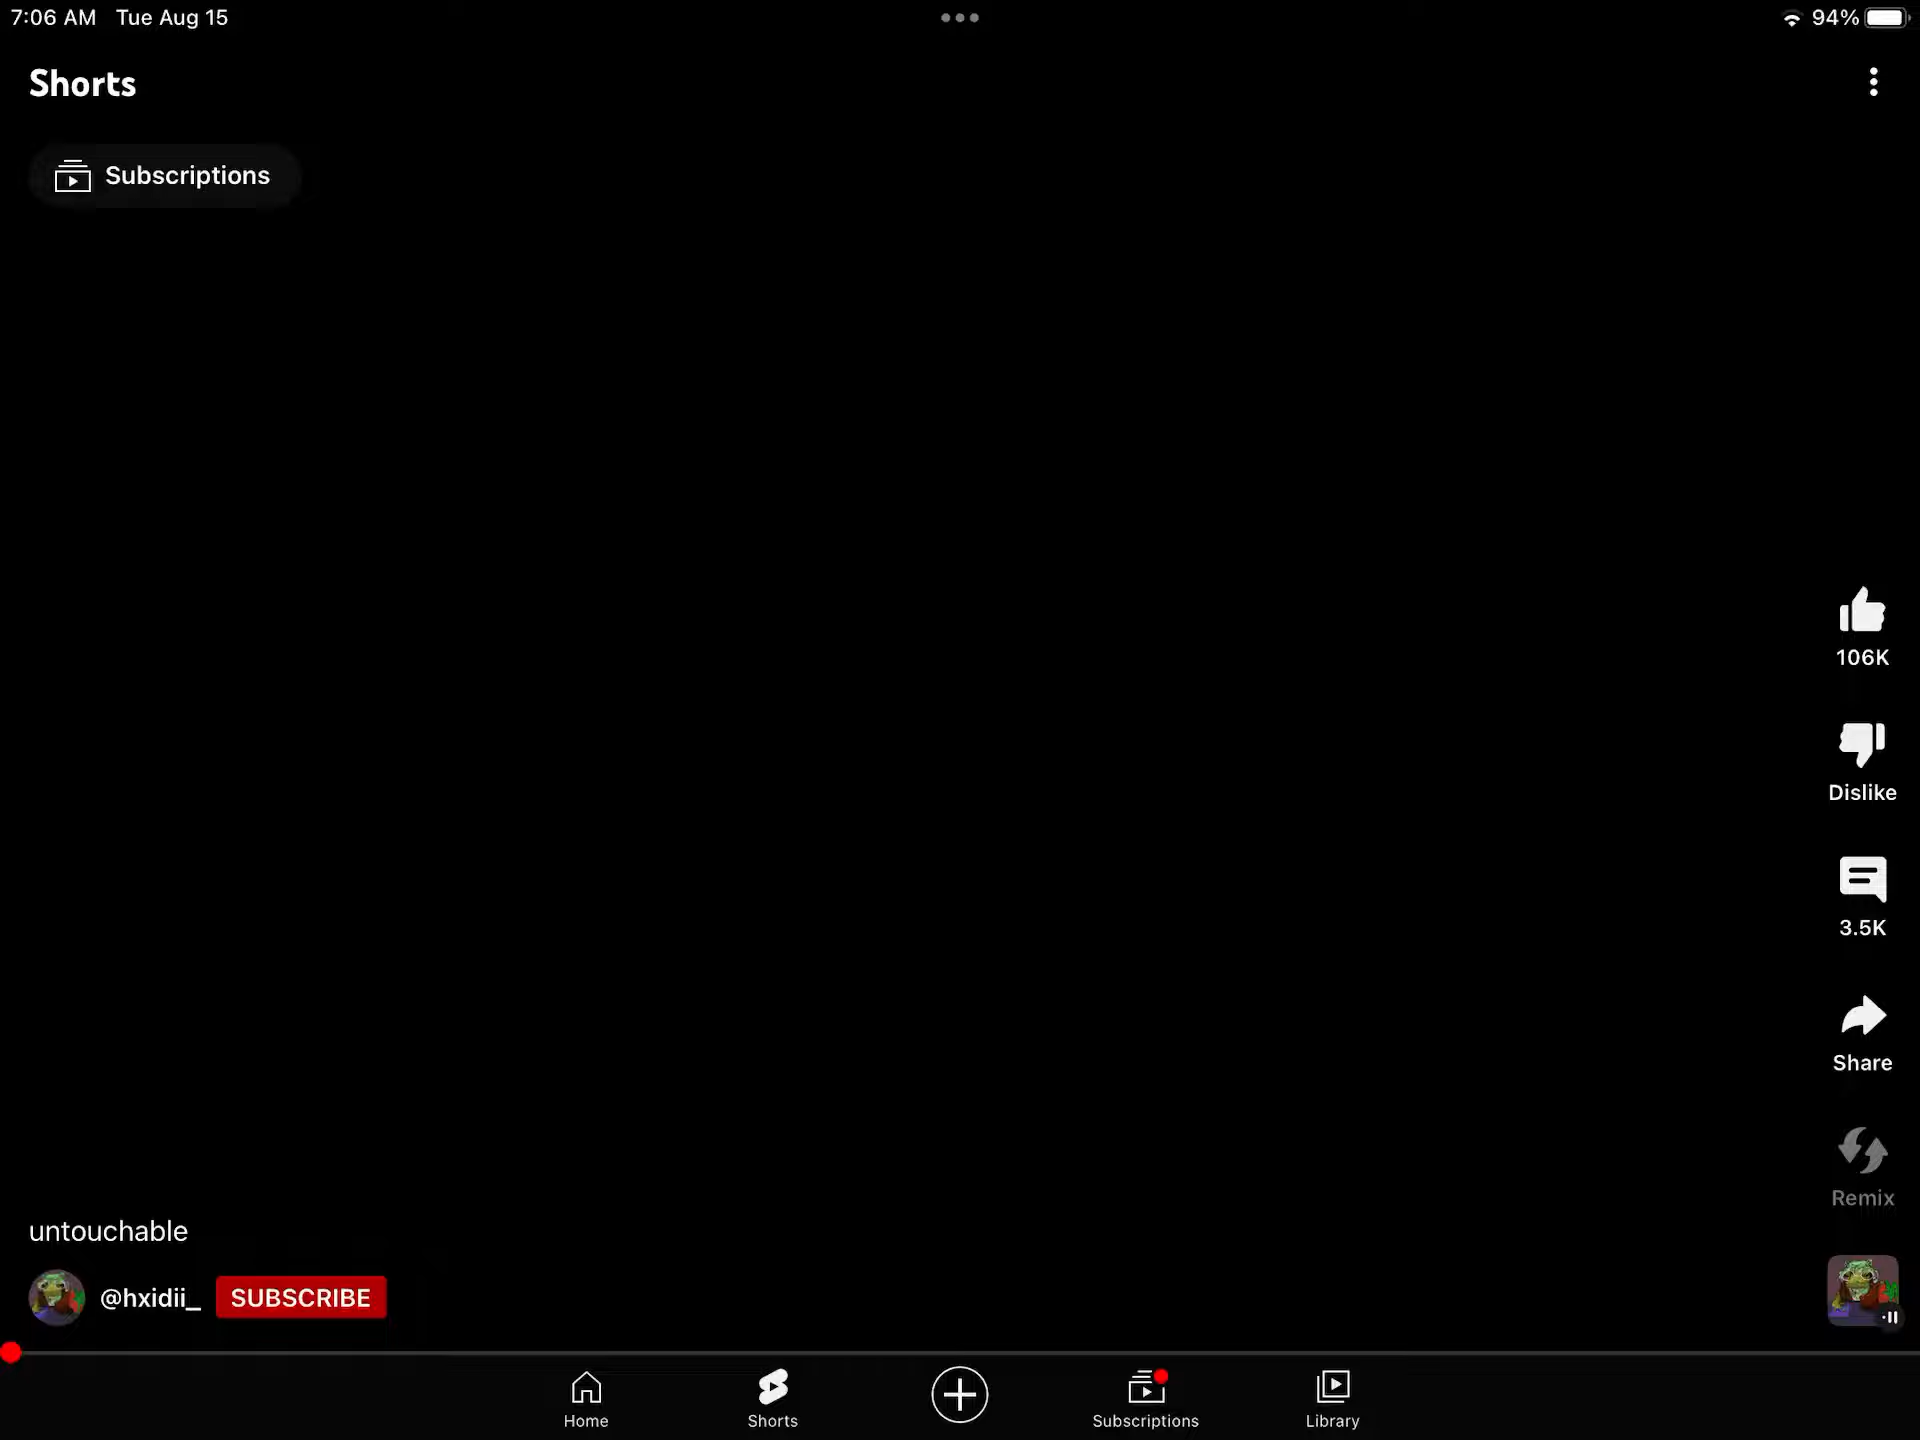 7:06 AM Tue Aug 15
94%
Shorts
Subscriptions
106K
Dislike
3.5K
Share
Remix
untouchable
@hxidii_ SUBSCRIBE
Home Shorts Subscriptions Library